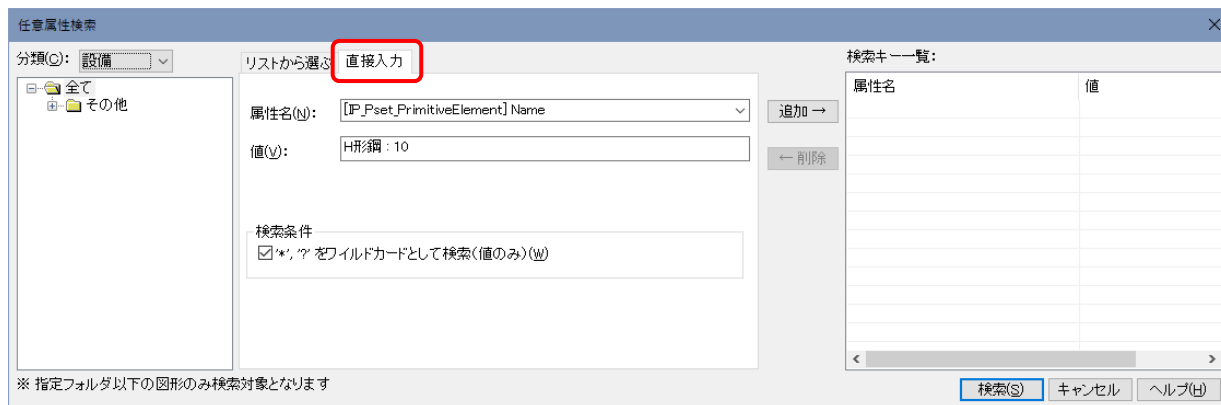 任意属性検索
分類(C): 設備
全て
その他
リストから選ぶ 直接入力
属性名(N): [IP_Pset_PrimitiveElement] Name
値(V): H形鋼 : 10
検索条件
'*', '?' をワイルドカードとして検索(値のみ)(W)
追加 →
← 削除
検索キー一覧:
属性名 値
※ 指定フォルダ以下の図形のみ検索対象となります
検索(S) キャンセル ヘルプ(H)